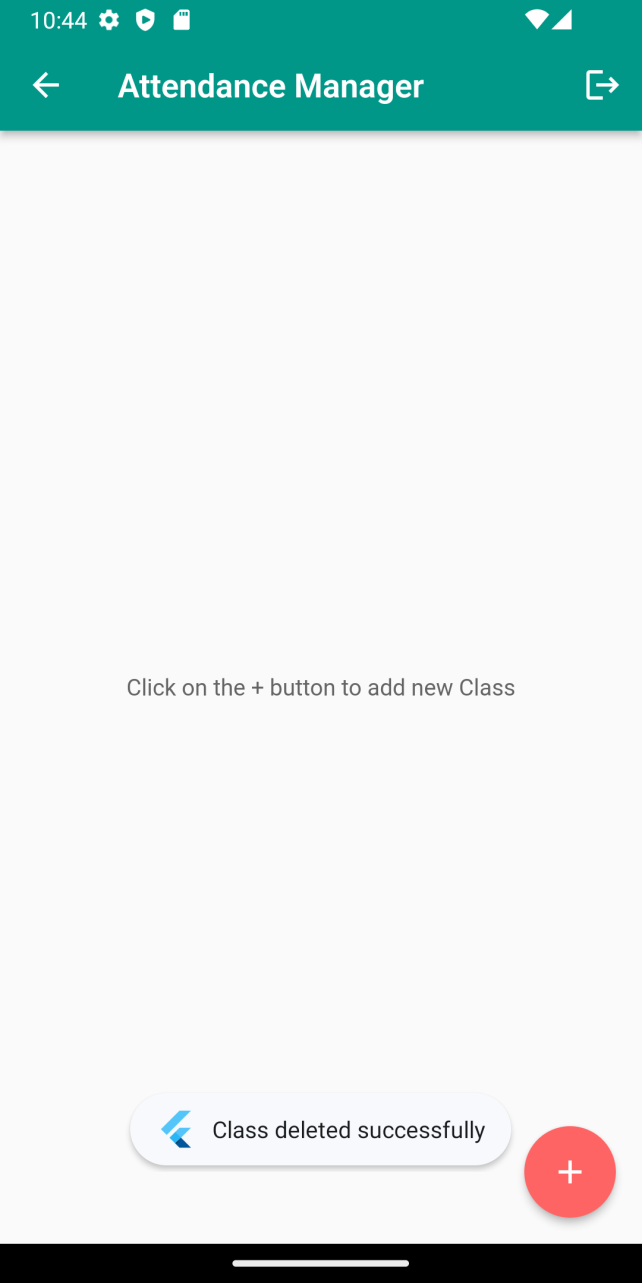 10:44
Attendance Manager
Click on the + button to add new Class
Class deleted successfully